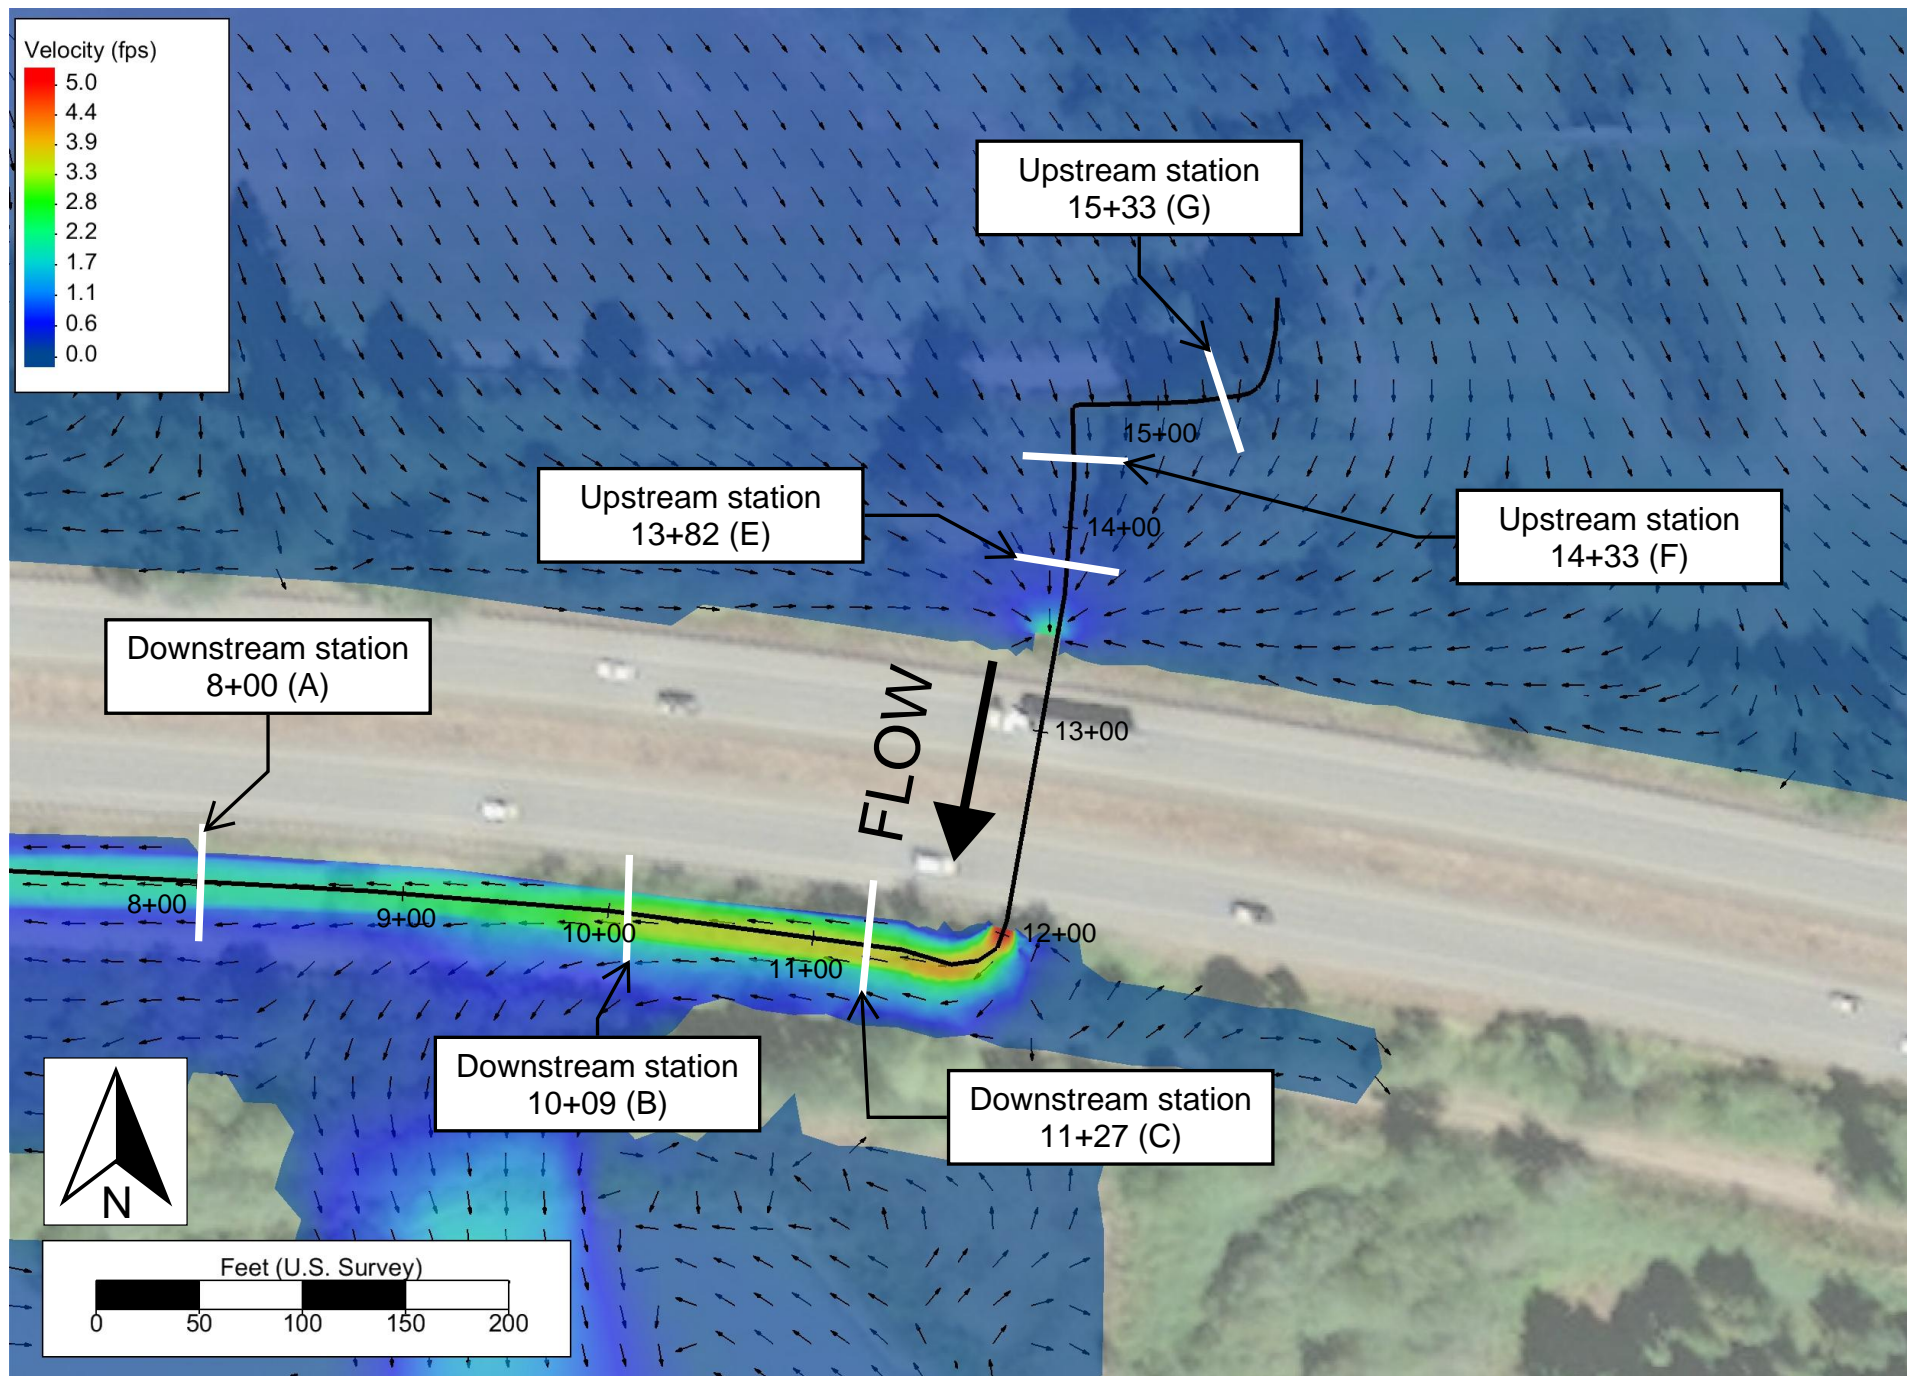 Velocity (fps)
5.0
4.4
3.9
3.3
2.8
2.2
1.7
1.1
0.6
0.0
Upstream station
15+33 (G)
15+00
Upstream station
13+82 (E)
14+00
Upstream station
14+33 (F)
Downstream station
8+00 (A)
FLOW
13+00
8+00
9+00
10+00
11+00
12+00
Downstream station
10+09 (B)
Downstream station
11+27 (C)
N
Feet (U.S. Survey)
0 50 100 150 200